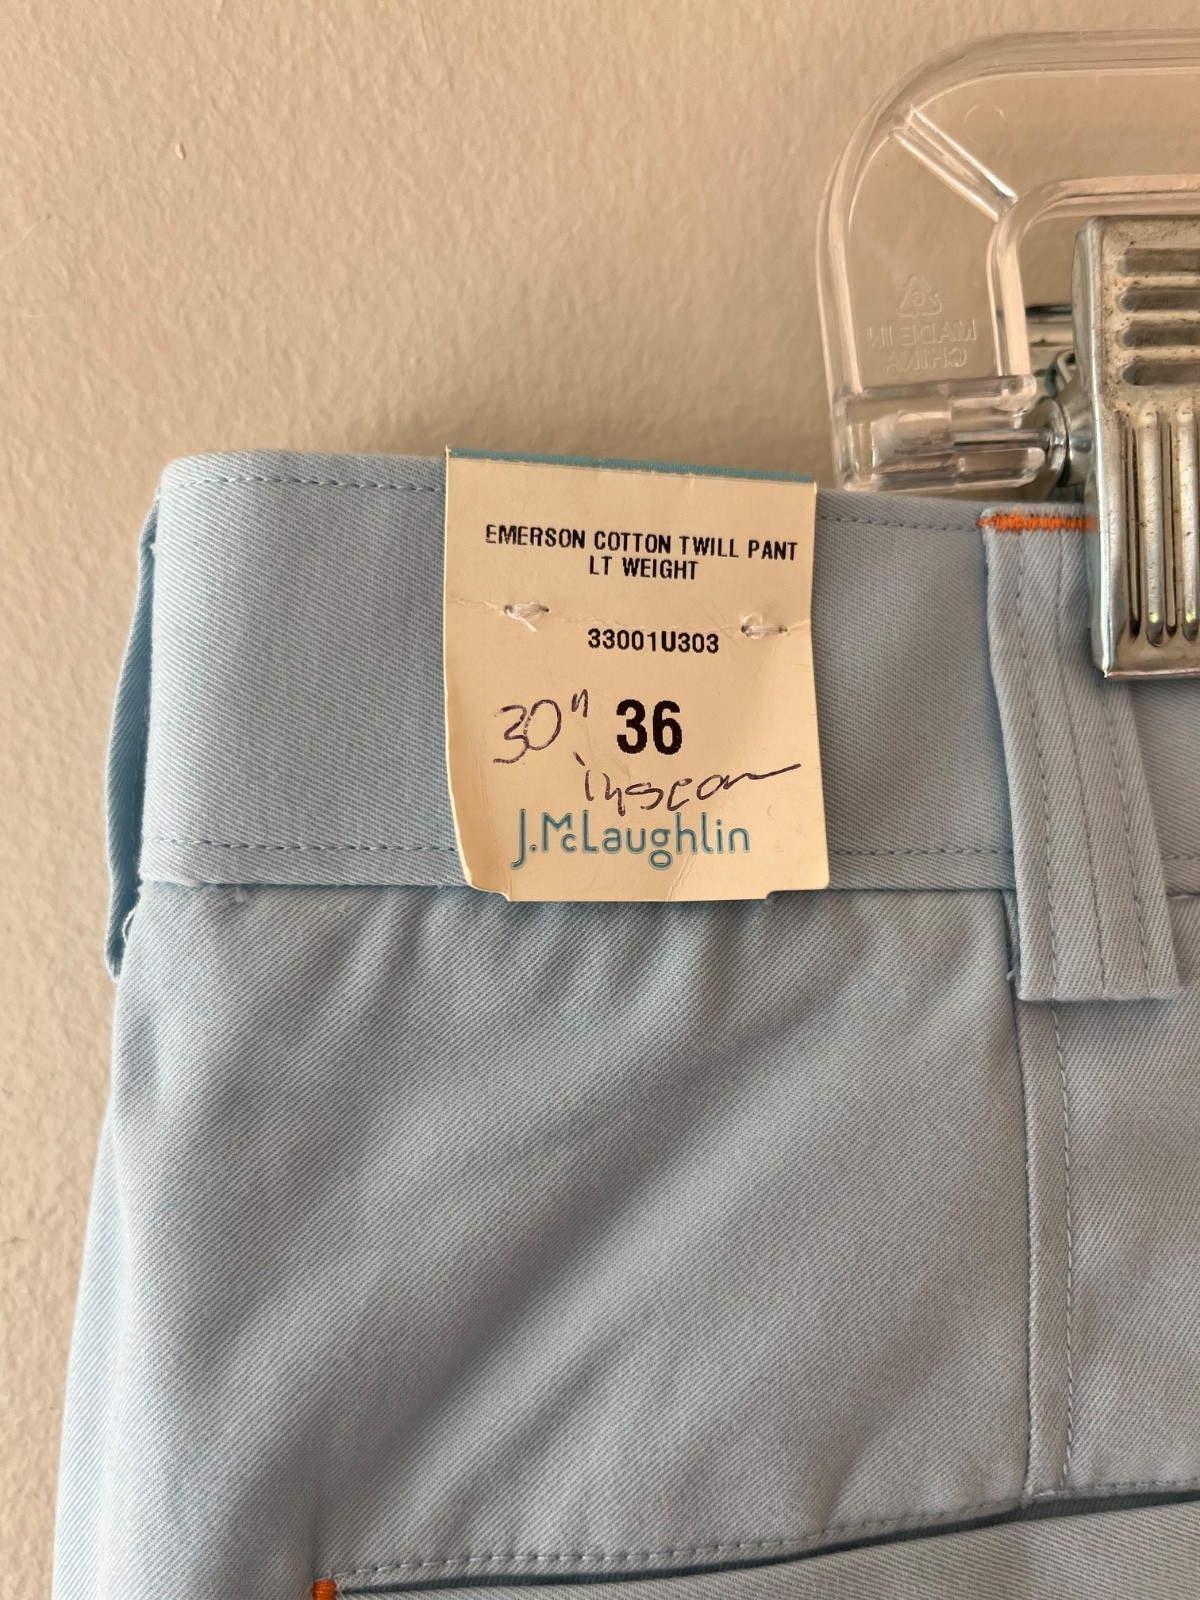 MADE IN
CHINA
EMERSON COTTON TWILL PANT
LT WEIGHT
33001U303
30" 36
inseam
J.McLaughlin